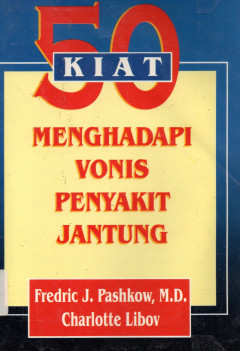 50
KIAT
MENGHADAPI
VONIS
PENYAKIT
JANTUNG
Fredric J. Pashkow, M.D.
Charlotte Libov